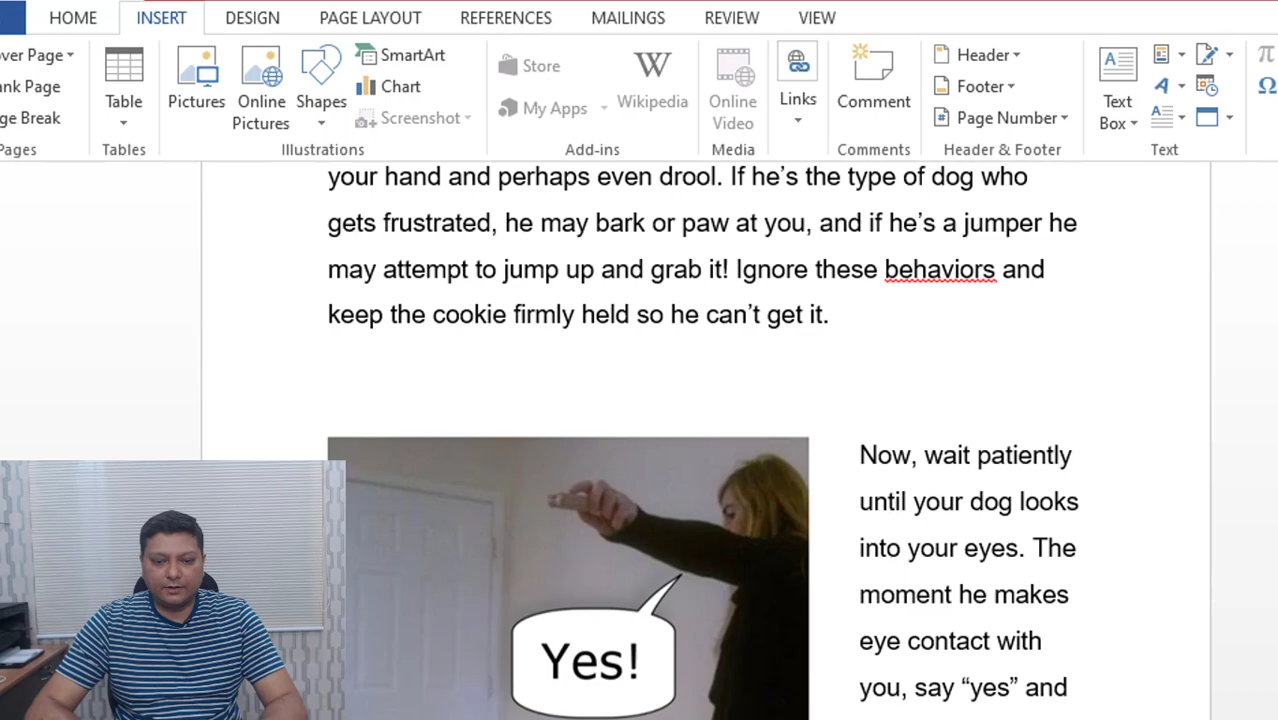 HOME INSERT DESIGN PAGE LAYOUT REFERENCES MAILINGS REVIEW VIEW
over Page
ank Page
ge Break
Pages
Table
Tables
Pictures
Online
Pictures
Shapes
SmartArt
Chart
Screenshot
Illustrations
Store
My Apps
Wikipedia
Add-ins
Online
Video
Media
Links
Comment
Comments
Header
Footer
Page Number
Header & Footer
Text
Box
Text
your hand and perhaps even drool. If he’s the type of dog who
gets frustrated, he may bark or paw at you, and if he’s a jumper he
may attempt to jump up and grab it! Ignore these behaviors and
keep the cookie firmly held so he can’t get it.
Yes!
Now, wait patiently
until your dog looks
into your eyes. The
moment he makes
eye contact with
you, say “yes” and